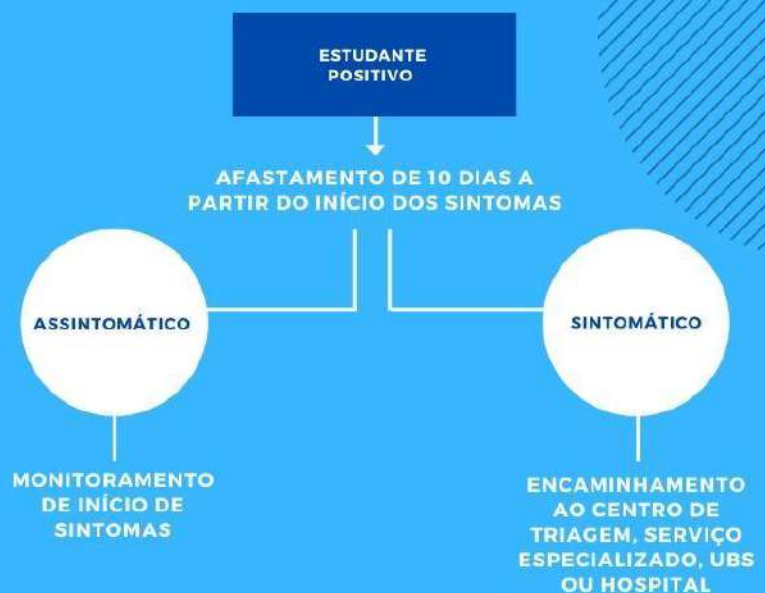 ESTUDANTE
POSITIVO
AFASTAMENTO DE 10 DIAS A
PARTIR DO INÍCIO DOS SINTOMAS
ASSINTOMÁTICO
SINTOMÁTICO
MONITORAMENTO
DE INÍCIO DE
SINTOMAS
ENCAMINHAMENTO
AO CENTRO DE
TRIAGEM, SERVIÇO
ESPECIALIZADO, UBS
OU HOSPITAL